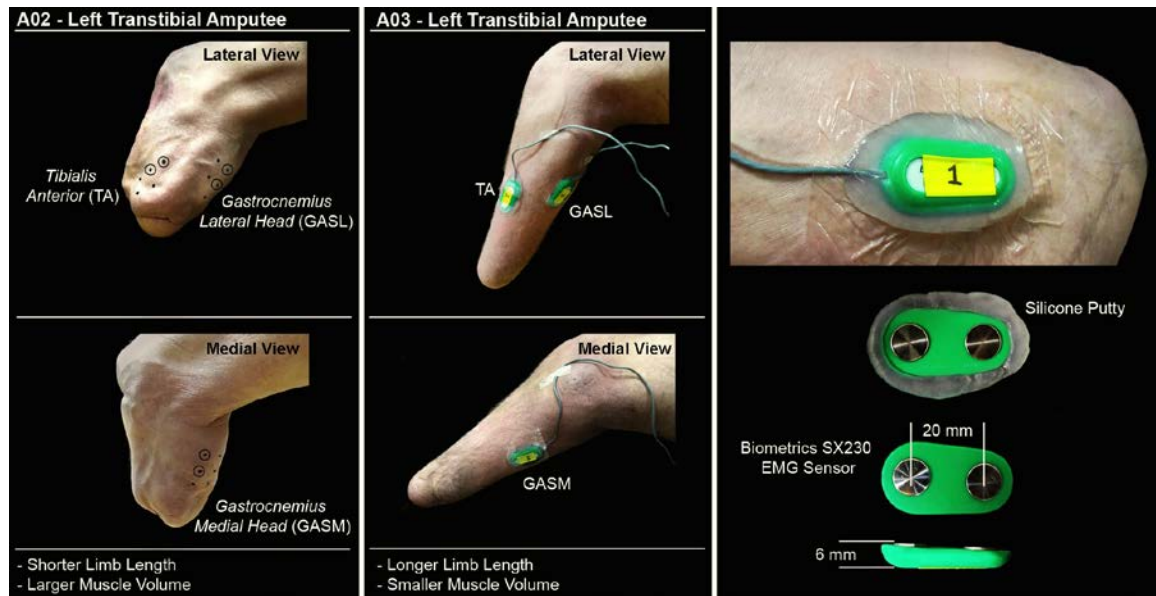 A02 - Left Transtibial Amputee
Lateral View
Tibialis
Anterior (TA)
Gastrocnemius
Lateral Head (GASL)
Medial View
Gastrocnemius
Medial Head (GASM)
- Shorter Limb Length
- Larger Muscle Volume
A03 - Left Transtibial Amputee
Lateral View
TA
GASL
Medial View
GASM
- Longer Limb Length
- Smaller Muscle Volume
1
Silicone Putty
Biometrics SX230
EMG Sensor
20 mm
6 mm